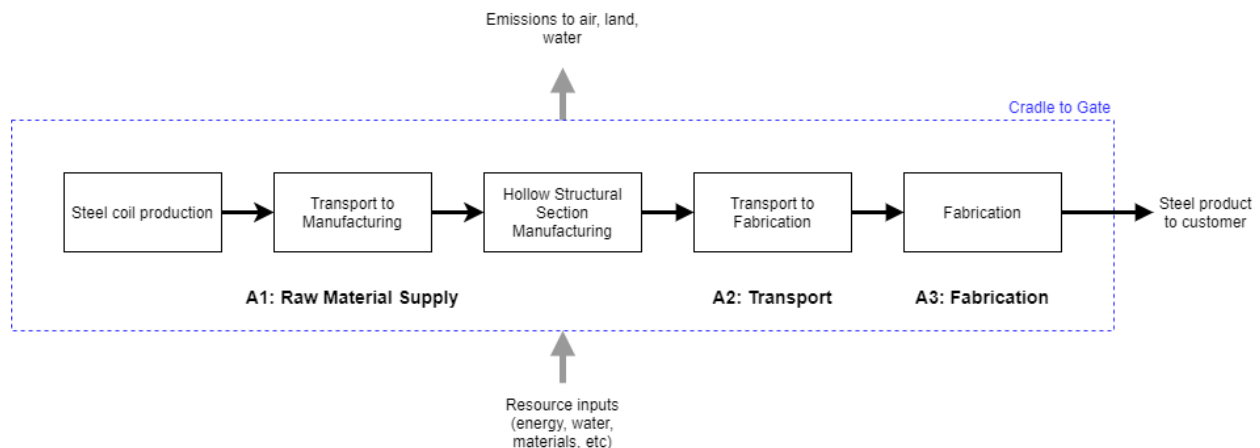 Emissions to air, land,
water
Cradle to Gate
Steel coil production
Transport to
Manufacturing
Hollow Structural
Section
Manufacturing
Transport to
Fabrication
Fabrication
Steel product
to customer
A1: Raw Material Supply
A2: Transport
A3: Fabrication
Resource inputs
(energy, water,
materials, etc)